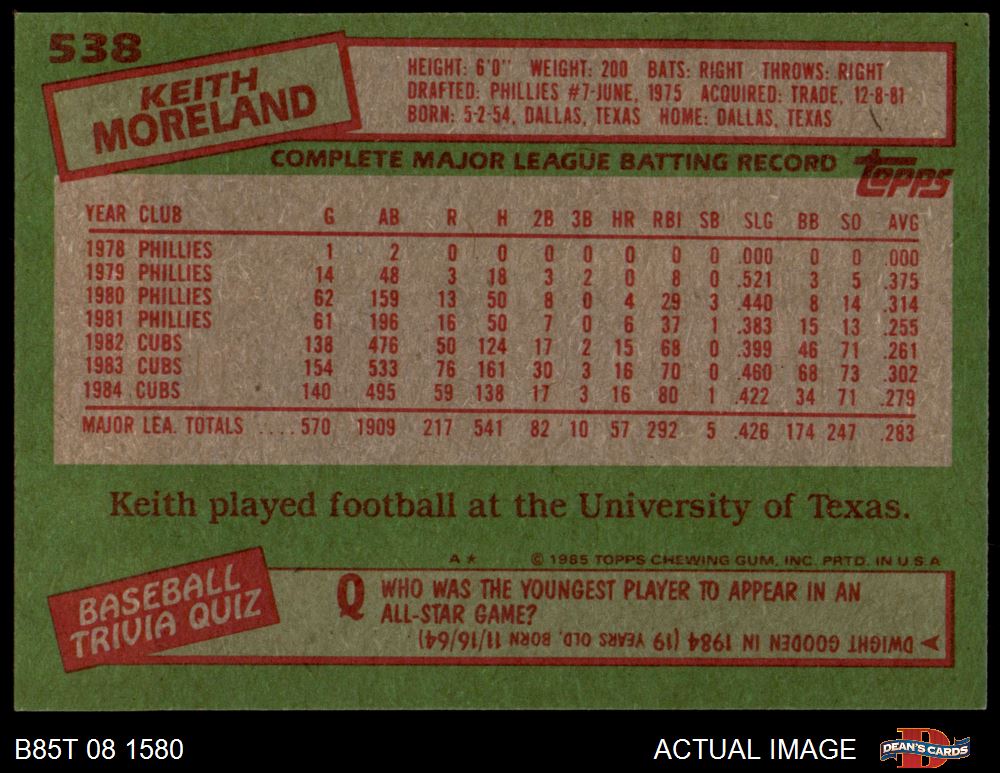 538
KEITH
MORELAND
HEIGHT: 6'0" WEIGHT: 200 BATS: RIGHT THROWS: RIGHT
DRAFTED: PHILLIES #7-JUNE, 1975 ACQUIRED: TRADE, 12-8-81
BORN: 5-2-54, DALLAS, TEXAS HOME: DALLAS, TEXAS
COMPLETE MAJOR LEAGUE BATTING RECORD
TOPPS
YEAR CLUB G AB R H 2B 3B HR RBI SB SLG BB SO AVG
1978 PHILLIES 1 2 0 0 0 0 0 0 0 .000 0 0 .000
1979 PHILLIES 14 48 3 18 3 2 0 8 0 .521 3 5 .375
1980 PHILLIES 62 159 13 50 8 0 4 29 3 .440 8 14 .314
1981 PHILLIES 61 196 16 50 7 0 6 37 1 .383 15 13 .255
1982 CUBS 138 476 50 124 17 2 15 68 0 .399 46 71 .261
1983 CUBS 154 533 76 161 30 3 16 70 0 .460 68 73 .302
1984 CUBS 140 495 59 138 17 3 16 80 1 .422 34 71 .279
MAJOR LEA. TOTALS ....570 1909 217 541 82 10 57 292 5 .426 174 247 .283
Keith played football at the University of Texas.
A* © 1985 TOPPS CHEWING GUM, INC. PRTD. IN U.S.A
BASEBALL
TRIVIA QUIZ
Q WHO WAS THE YOUNGEST PLAYER TO APPEAR IN AN
ALL-STAR GAME?
DWIGHT GOODEN IN 1984 (19 YEARS OLD, BORN 11/16/64)
B85T 08 1580
ACTUAL IMAGE
DEAN'S CARDS